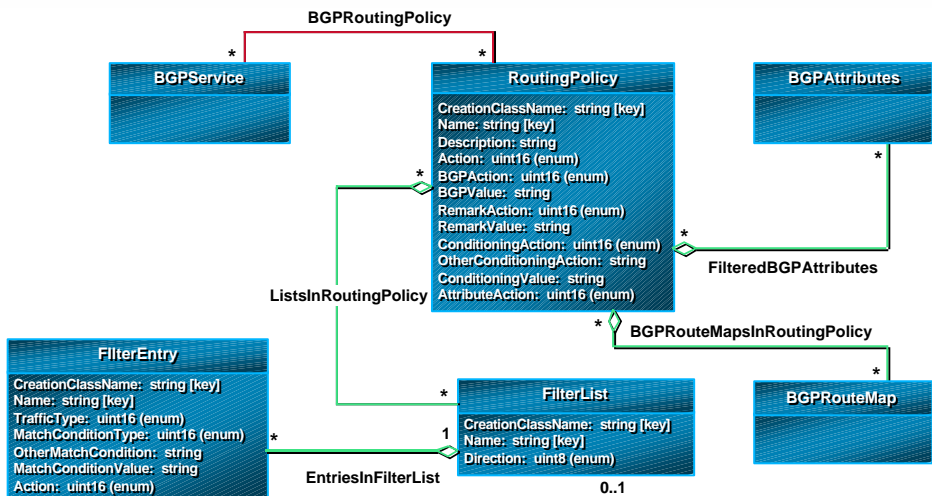 BGPRoutingPolicy
*
*
BGPService
RoutingPolicy
CreationClassName: string [key]
Name: string [key]
Description: string
Action: uint16 (enum)
BGPAction: uint16 (enum)
BGPValue: string
RemarkAction: uint16 (enum)
RemarkValue: string
ConditioningAction: uint16 (enum)
OtherConditioningAction: string
ConditioningValue: string
AttributeAction: uint16 (enum)
BGPAttributes
*
*
*
FilteredBGPAttributes
ListsInRoutingPolicy
*
BGPRouteMapsInRoutingPolicy
*
BGPRouteMap
FIlterEntry
CreationClassName: string [key]
Name: string [key]
TrafficType: uint16 (enum)
MatchConditionType: uint16 (enum)
OtherMatchCondition: string
MatchConditionValue: string
Action: uint16 (enum)
*
FilterList
CreationClassName: string [key]
Name: string [key]
Direction: uint8 (enum)
*
1
EntriesInFilterList
0..1